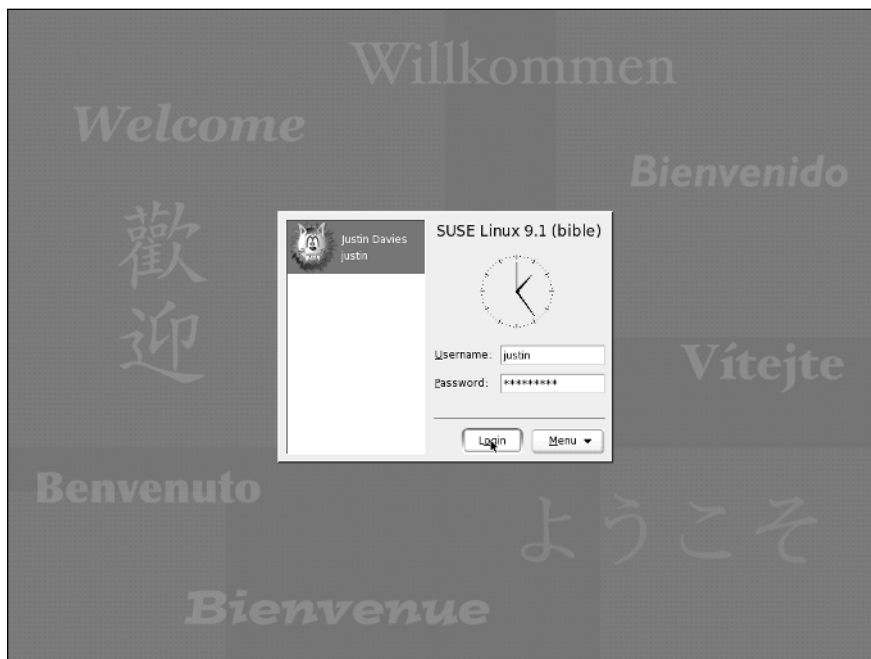 Willkommen
Welcome
Bienvenido
歡
迎
Justin Davies
justin
SUSE Linux 9.1 (bible)
Username: justin
Password: *********
Login
Menu
Vítejte
Benvenuto
ようこそ
Bienvenue